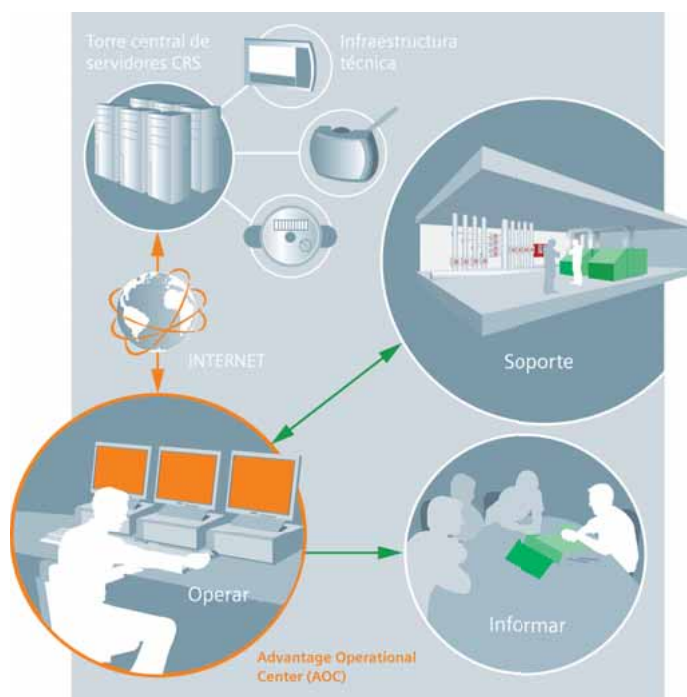 Torre central de
servidores CRS
Infraestructura
técnica
INTERNET
Soporte
Operar
Informar
Advantage Operational
Center (AOC)